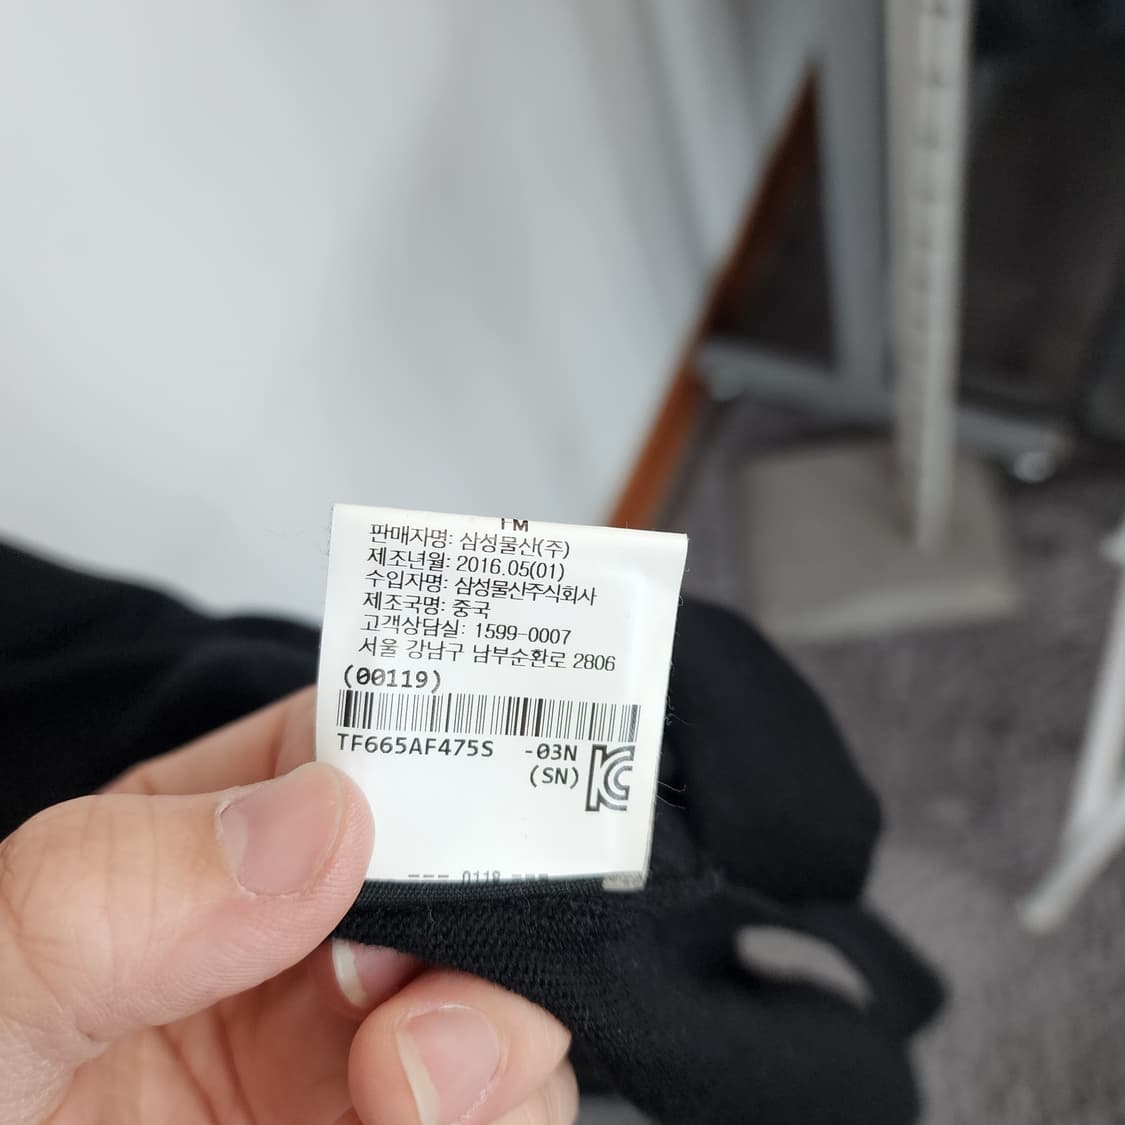 판매자명: 삼성물산(주)
제조년월: 2016.05(01)
수입자명: 삼성물산주식회사
제조국명: 중국
고객상담실: 1599-0007
서울 강남구 남부순환로 2806
(00119)
TF665AF475S -03N
(SN)
--- 0118 ---